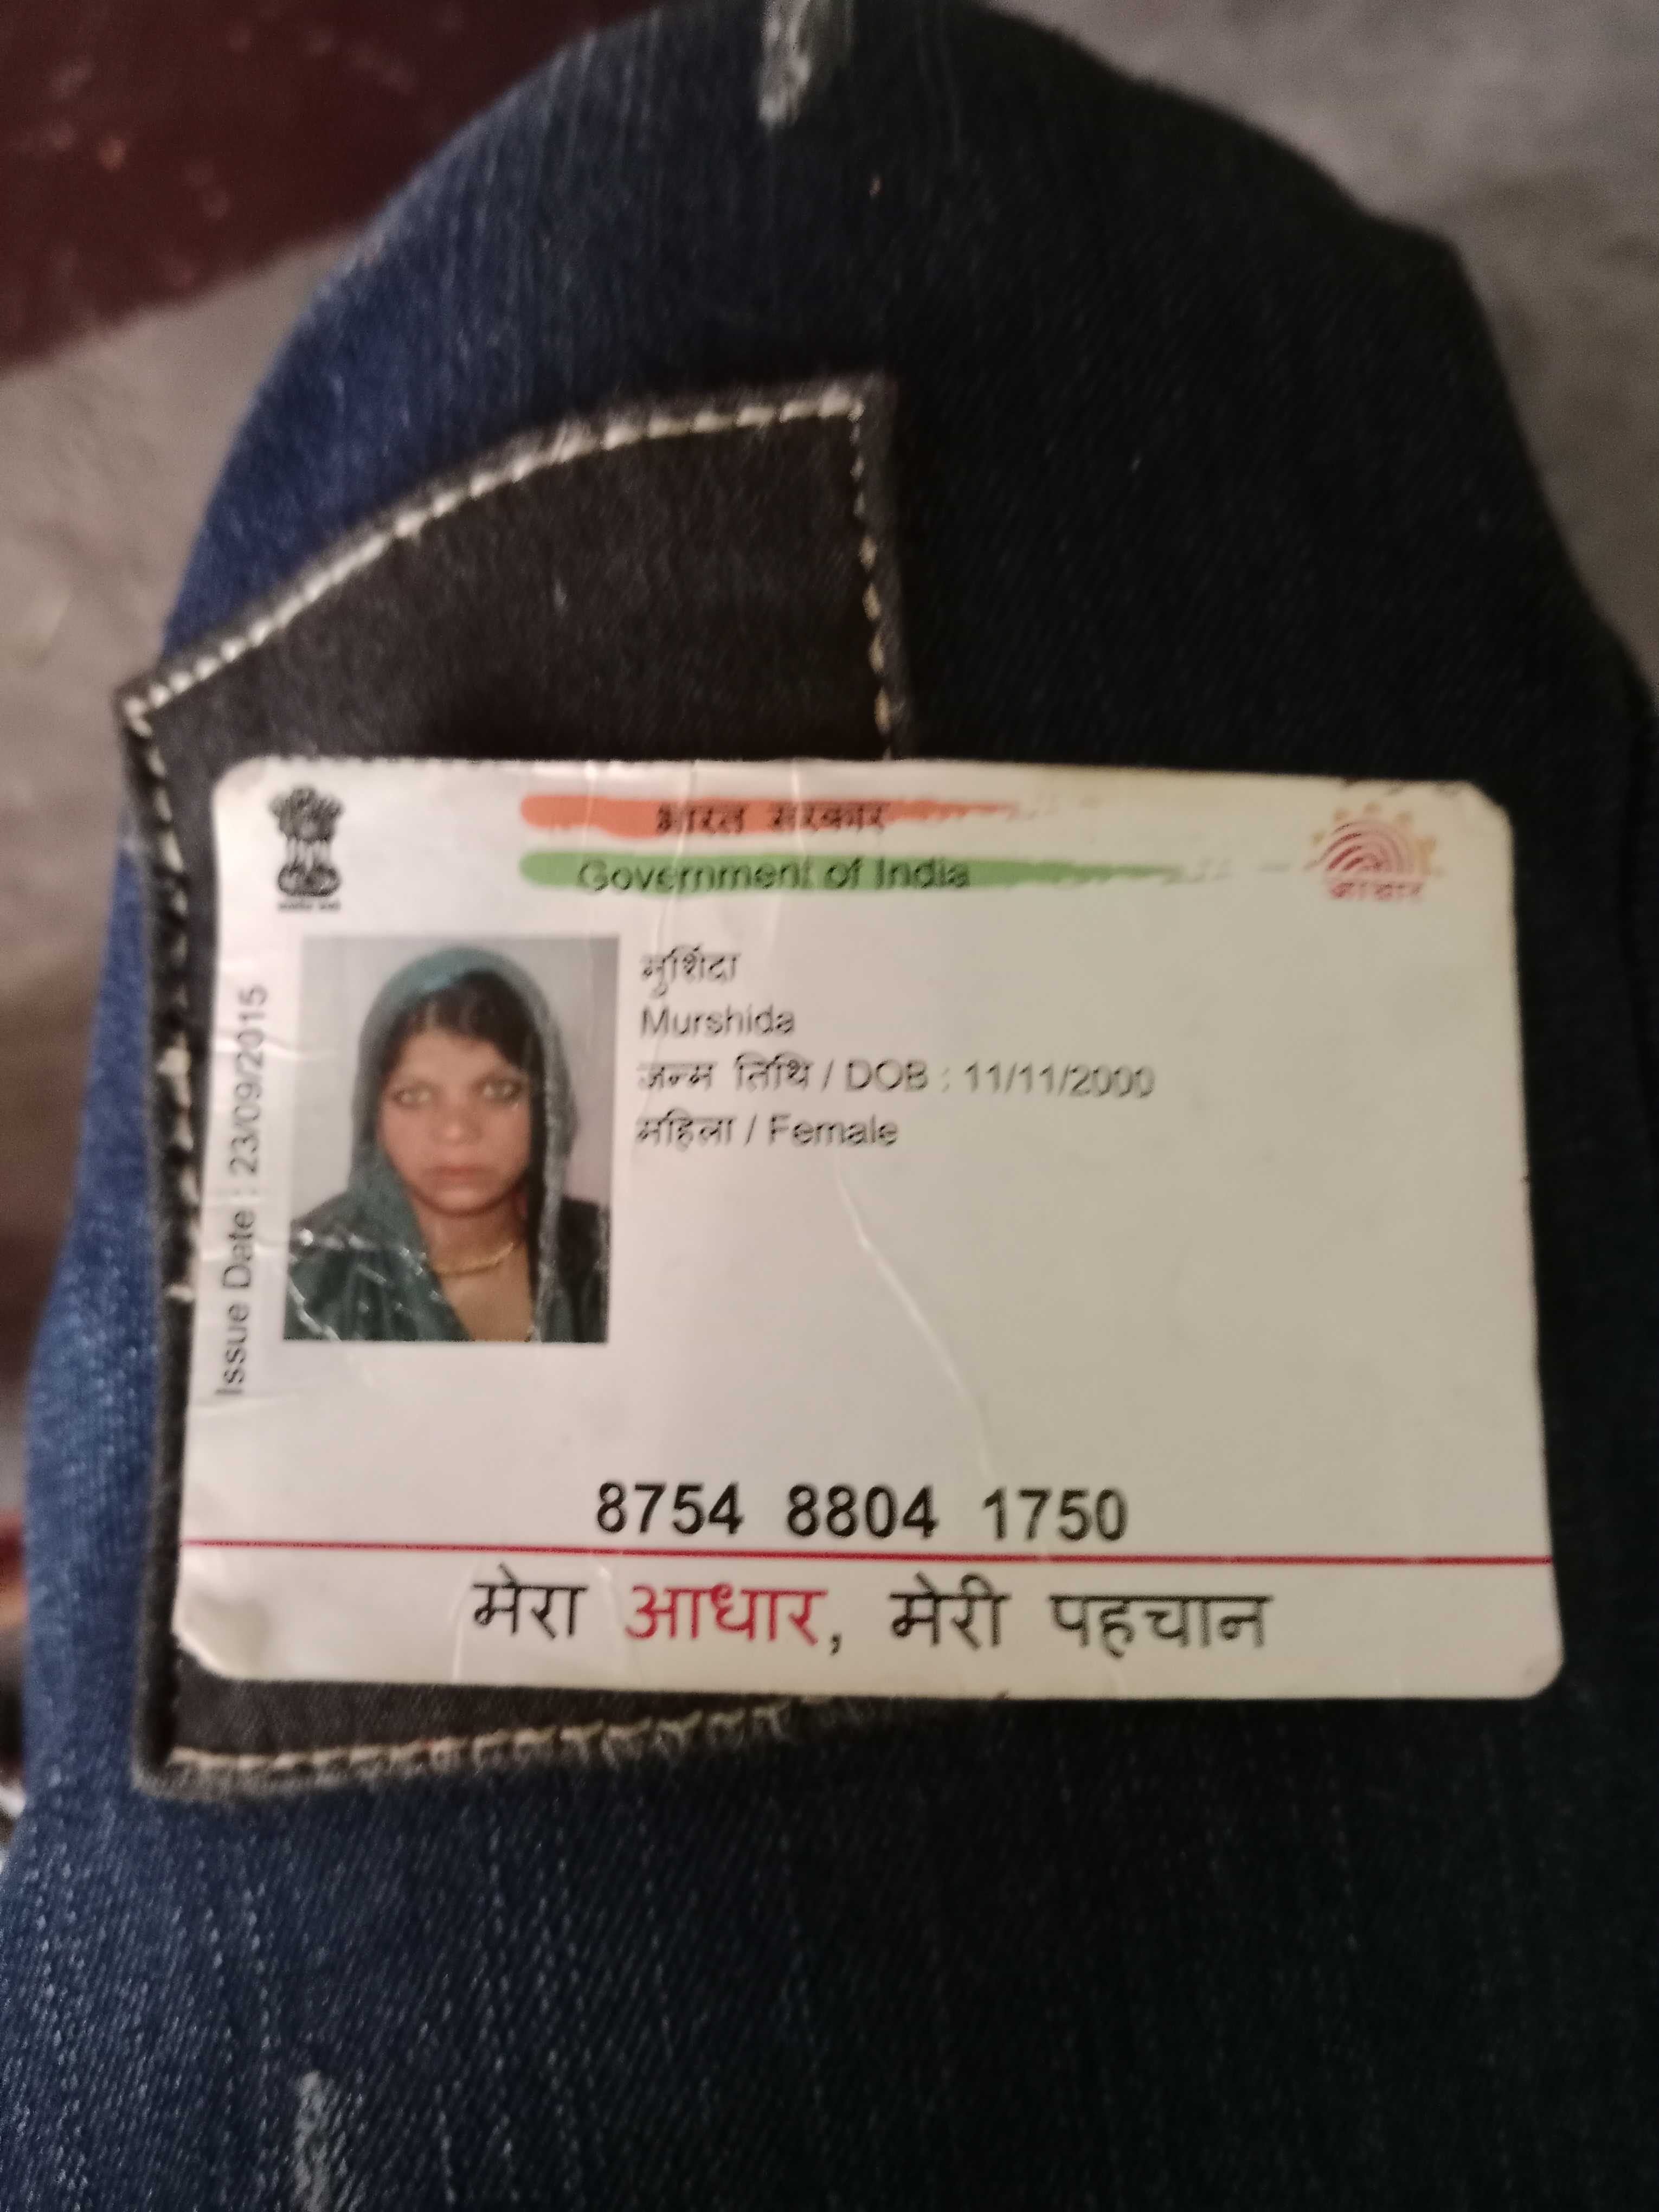 भारत सरकार
Government of India
आधार
Issue Date : 23/09/2015
मुर्शिदा
Murshida
जन्म तिथि / DOB : 11/11/2000
महिला / Female
8754 8804 1750
मेरा आधार, मेरी पहचान